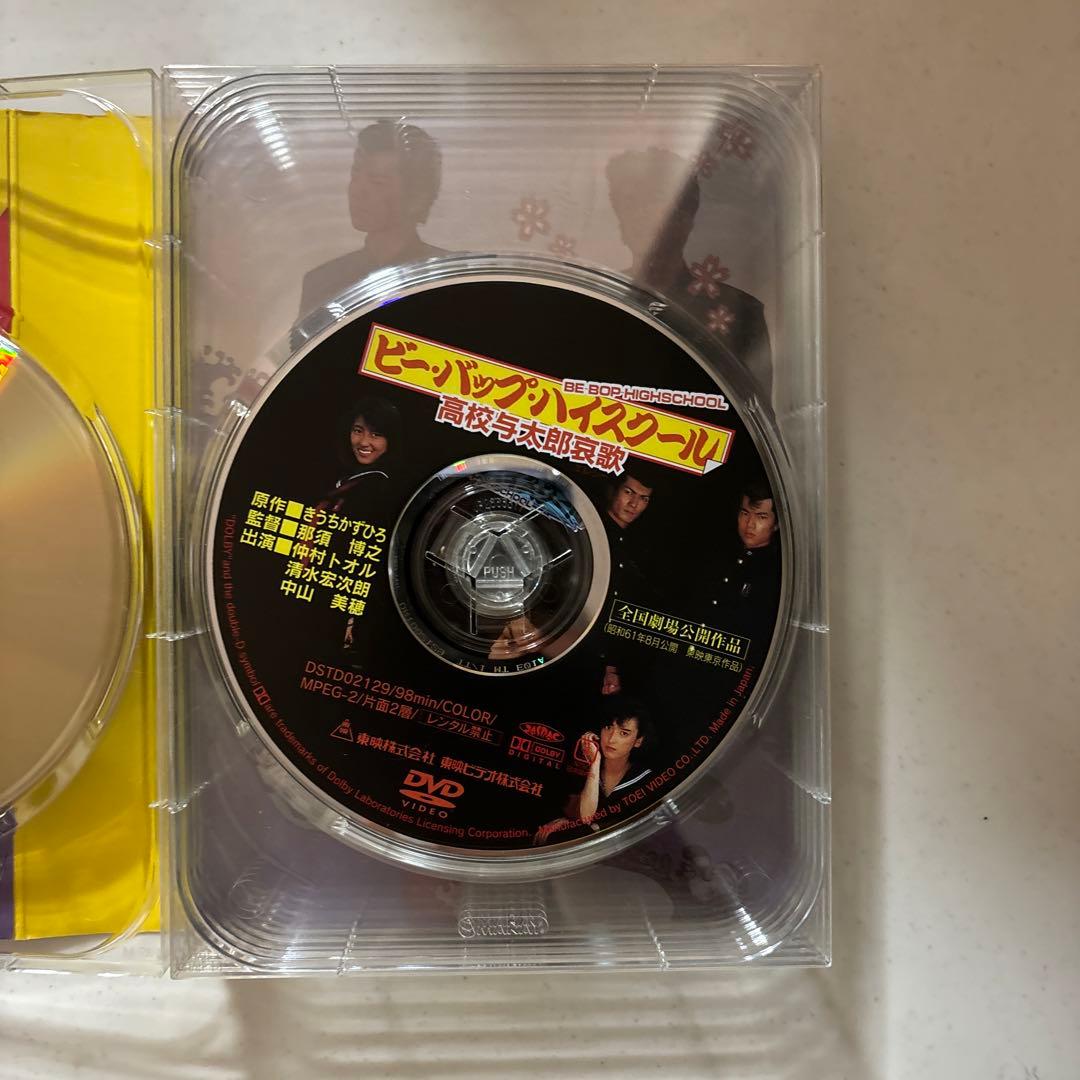 ビー・バップ・ハイスクール
BE BOP HIGHSCHOOL
高校与太郎哀歌
原作■きうちかずひろ
監督■那須 博之
出演■仲村トオル
清水宏次朗
中山 美穂
PUSH
全国劇場公開作品
(昭和61年8月公開 東映東京作品)
DSTD02129/98min/COLOR/
MPEG-2/片面2層/レンタル禁止
東映株式会社 東映ビデオ株式会社
DOLBY
DIGITAL
DVD
VIDEO
"DOLBY" and the double-D symbol are trademarks of Dolby Laboratories Licensing Corporation. Manufactured by TOEI VIDEO CO.,LTD. Made in Japan.